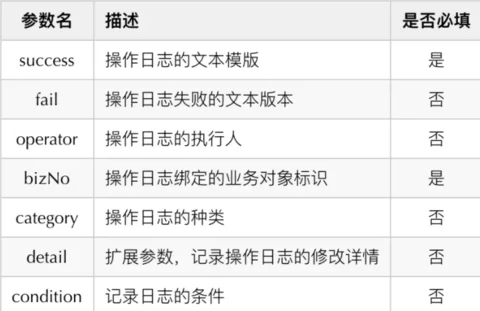 参数名 描述 是否必填
success 操作日志的文本模版 是
fail 操作日志失败的文本版本 否
operator 操作日志的执行人 否
bizNo 操作日志绑定的业务对象标识 是
category 操作日志的种类 否
detail 扩展参数，记录操作日志的修改详情 否
condition 记录日志的条件 否